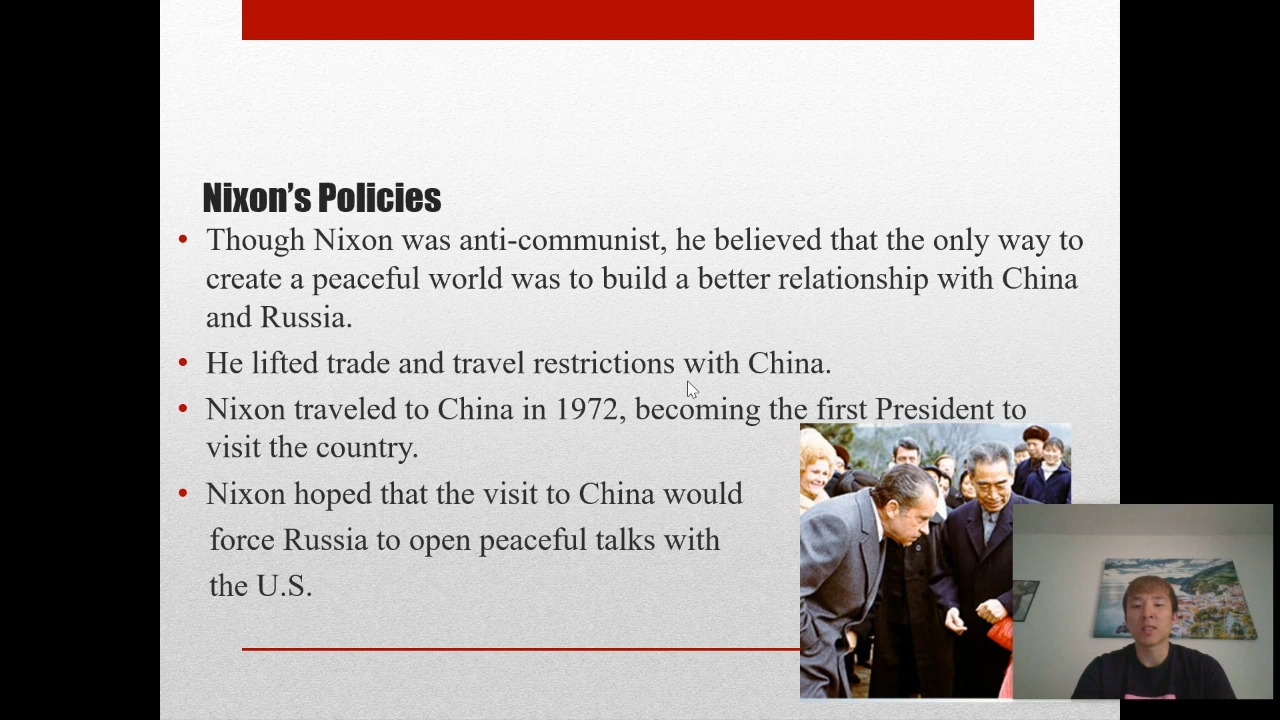 Nixon’s Policies
• Though Nixon was anti-communist, he believed that the only way to
create a peaceful world was to build a better relationship with China
and Russia.
• He lifted trade and travel restrictions with China.
• Nixon traveled to China in 1972, becoming the first President to
visit the country.
• Nixon hoped that the visit to China would
force Russia to open peaceful talks with
the U.S.